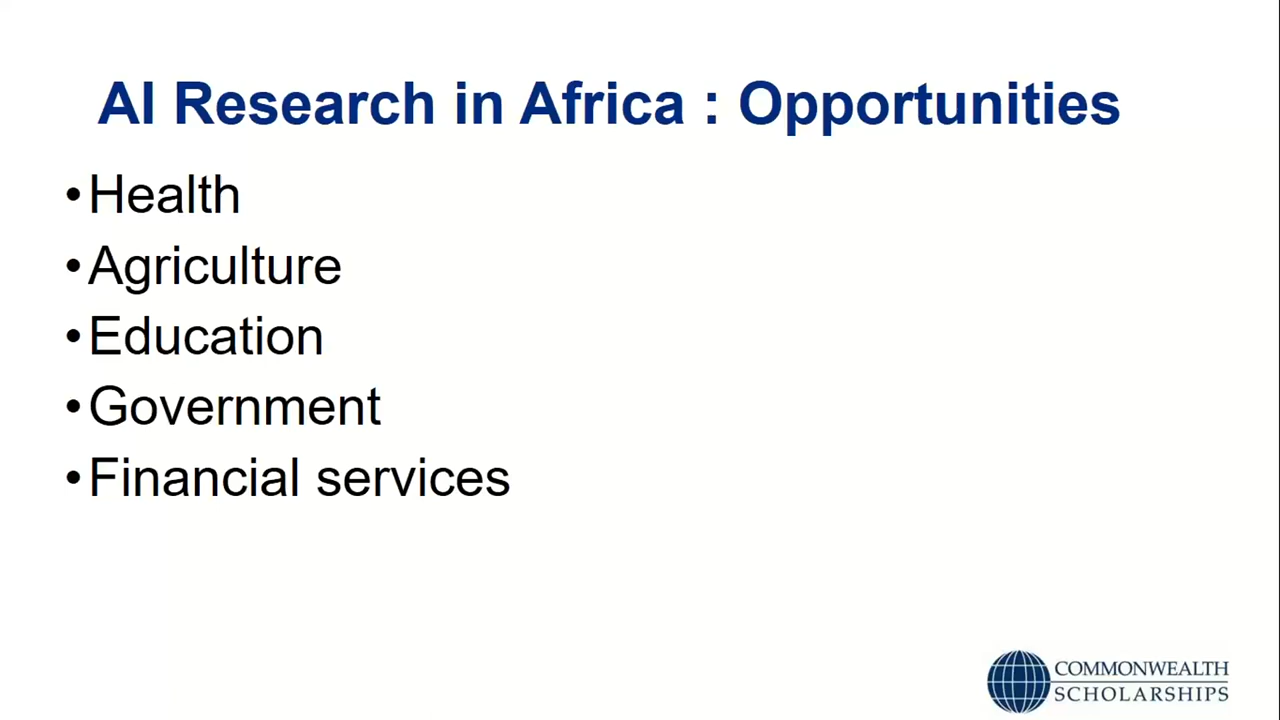 AI Research in Africa : Opportunities
•Health
•Agriculture
•Education
•Government
•Financial services
COMMONWEALTH
SCHOLARSHIPS